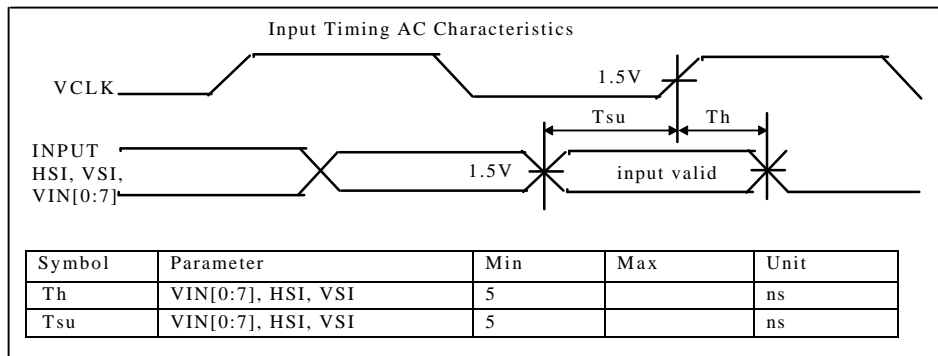 Input Timing AC Characteristics
VCLK
1.5V
Tsu Th
INPUT
HSI, VSI,
VIN[0:7]
1.5V
input valid
Symbol Parameter Min Max Unit
Th VIN[0:7], HSI, VSI 5 ns
Tsu VIN[0:7], HSI, VSI 5 ns